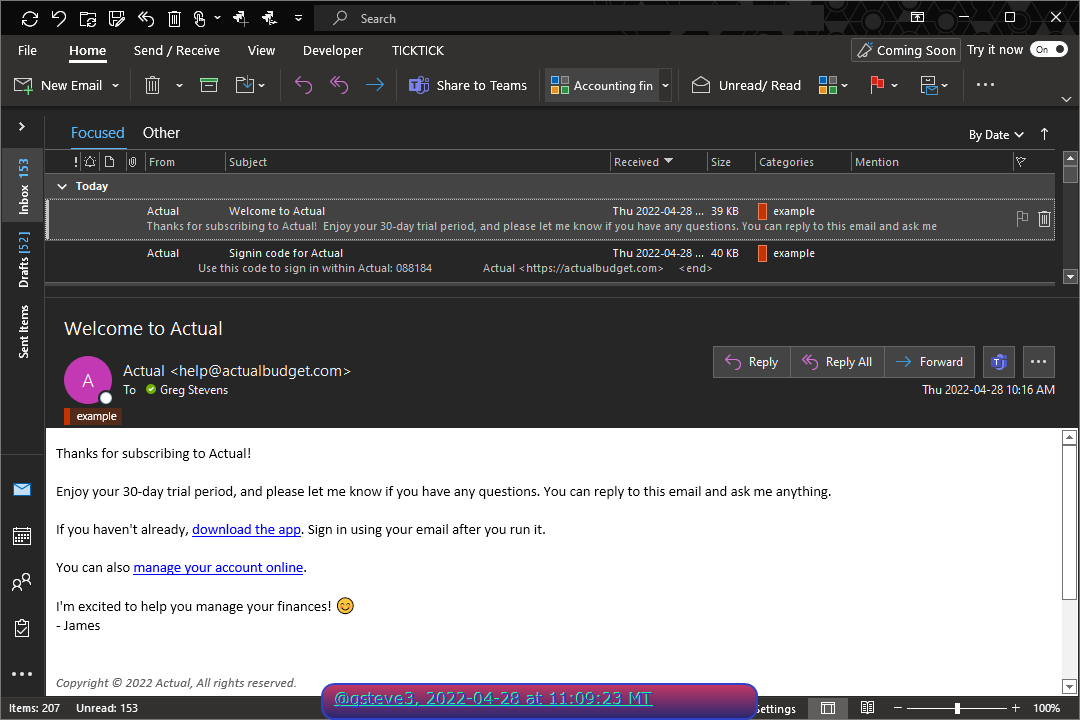 Search
File Home Send / Receive View Developer TICKTICK Coming Soon Try it now On
New Email Share to Teams Accounting fin Unread/ Read
Focused Other By Date
! From Subject Received Size Categories Mention
Today
Actual Welcome to Actual Thu 2022-04-28 ... 39 KB example
Thanks for subscribing to Actual! Enjoy your 30-day trial period, and please let me know if you have any questions. You can reply to this email and ask me
Actual Signin code for Actual Thu 2022-04-28 ... 40 KB example
Use this code to sign in within Actual: 088184 Actual <https://actualbudget.com> <end>
Inbox 153
Drafts [52]
Sent Items
Welcome to Actual
A
Actual <help@actualbudget.com>
To Greg Stevens
Reply Reply All Forward
Thu 2022-04-28 10:16 AM
example
Thanks for subscribing to Actual!
Enjoy your 30-day trial period, and please let me know if you have any questions. You can reply to this email and ask me anything.
If you haven't already, download the app. Sign in using your email after you run it.
You can also manage your account online.
I'm excited to help you manage your finances! 😊
- James
Copyright © 2022 Actual, All rights reserved.
@gsteve3, 2022-04-28 at 11:09:23 MT
Items: 207 Unread: 153 ettings 100%